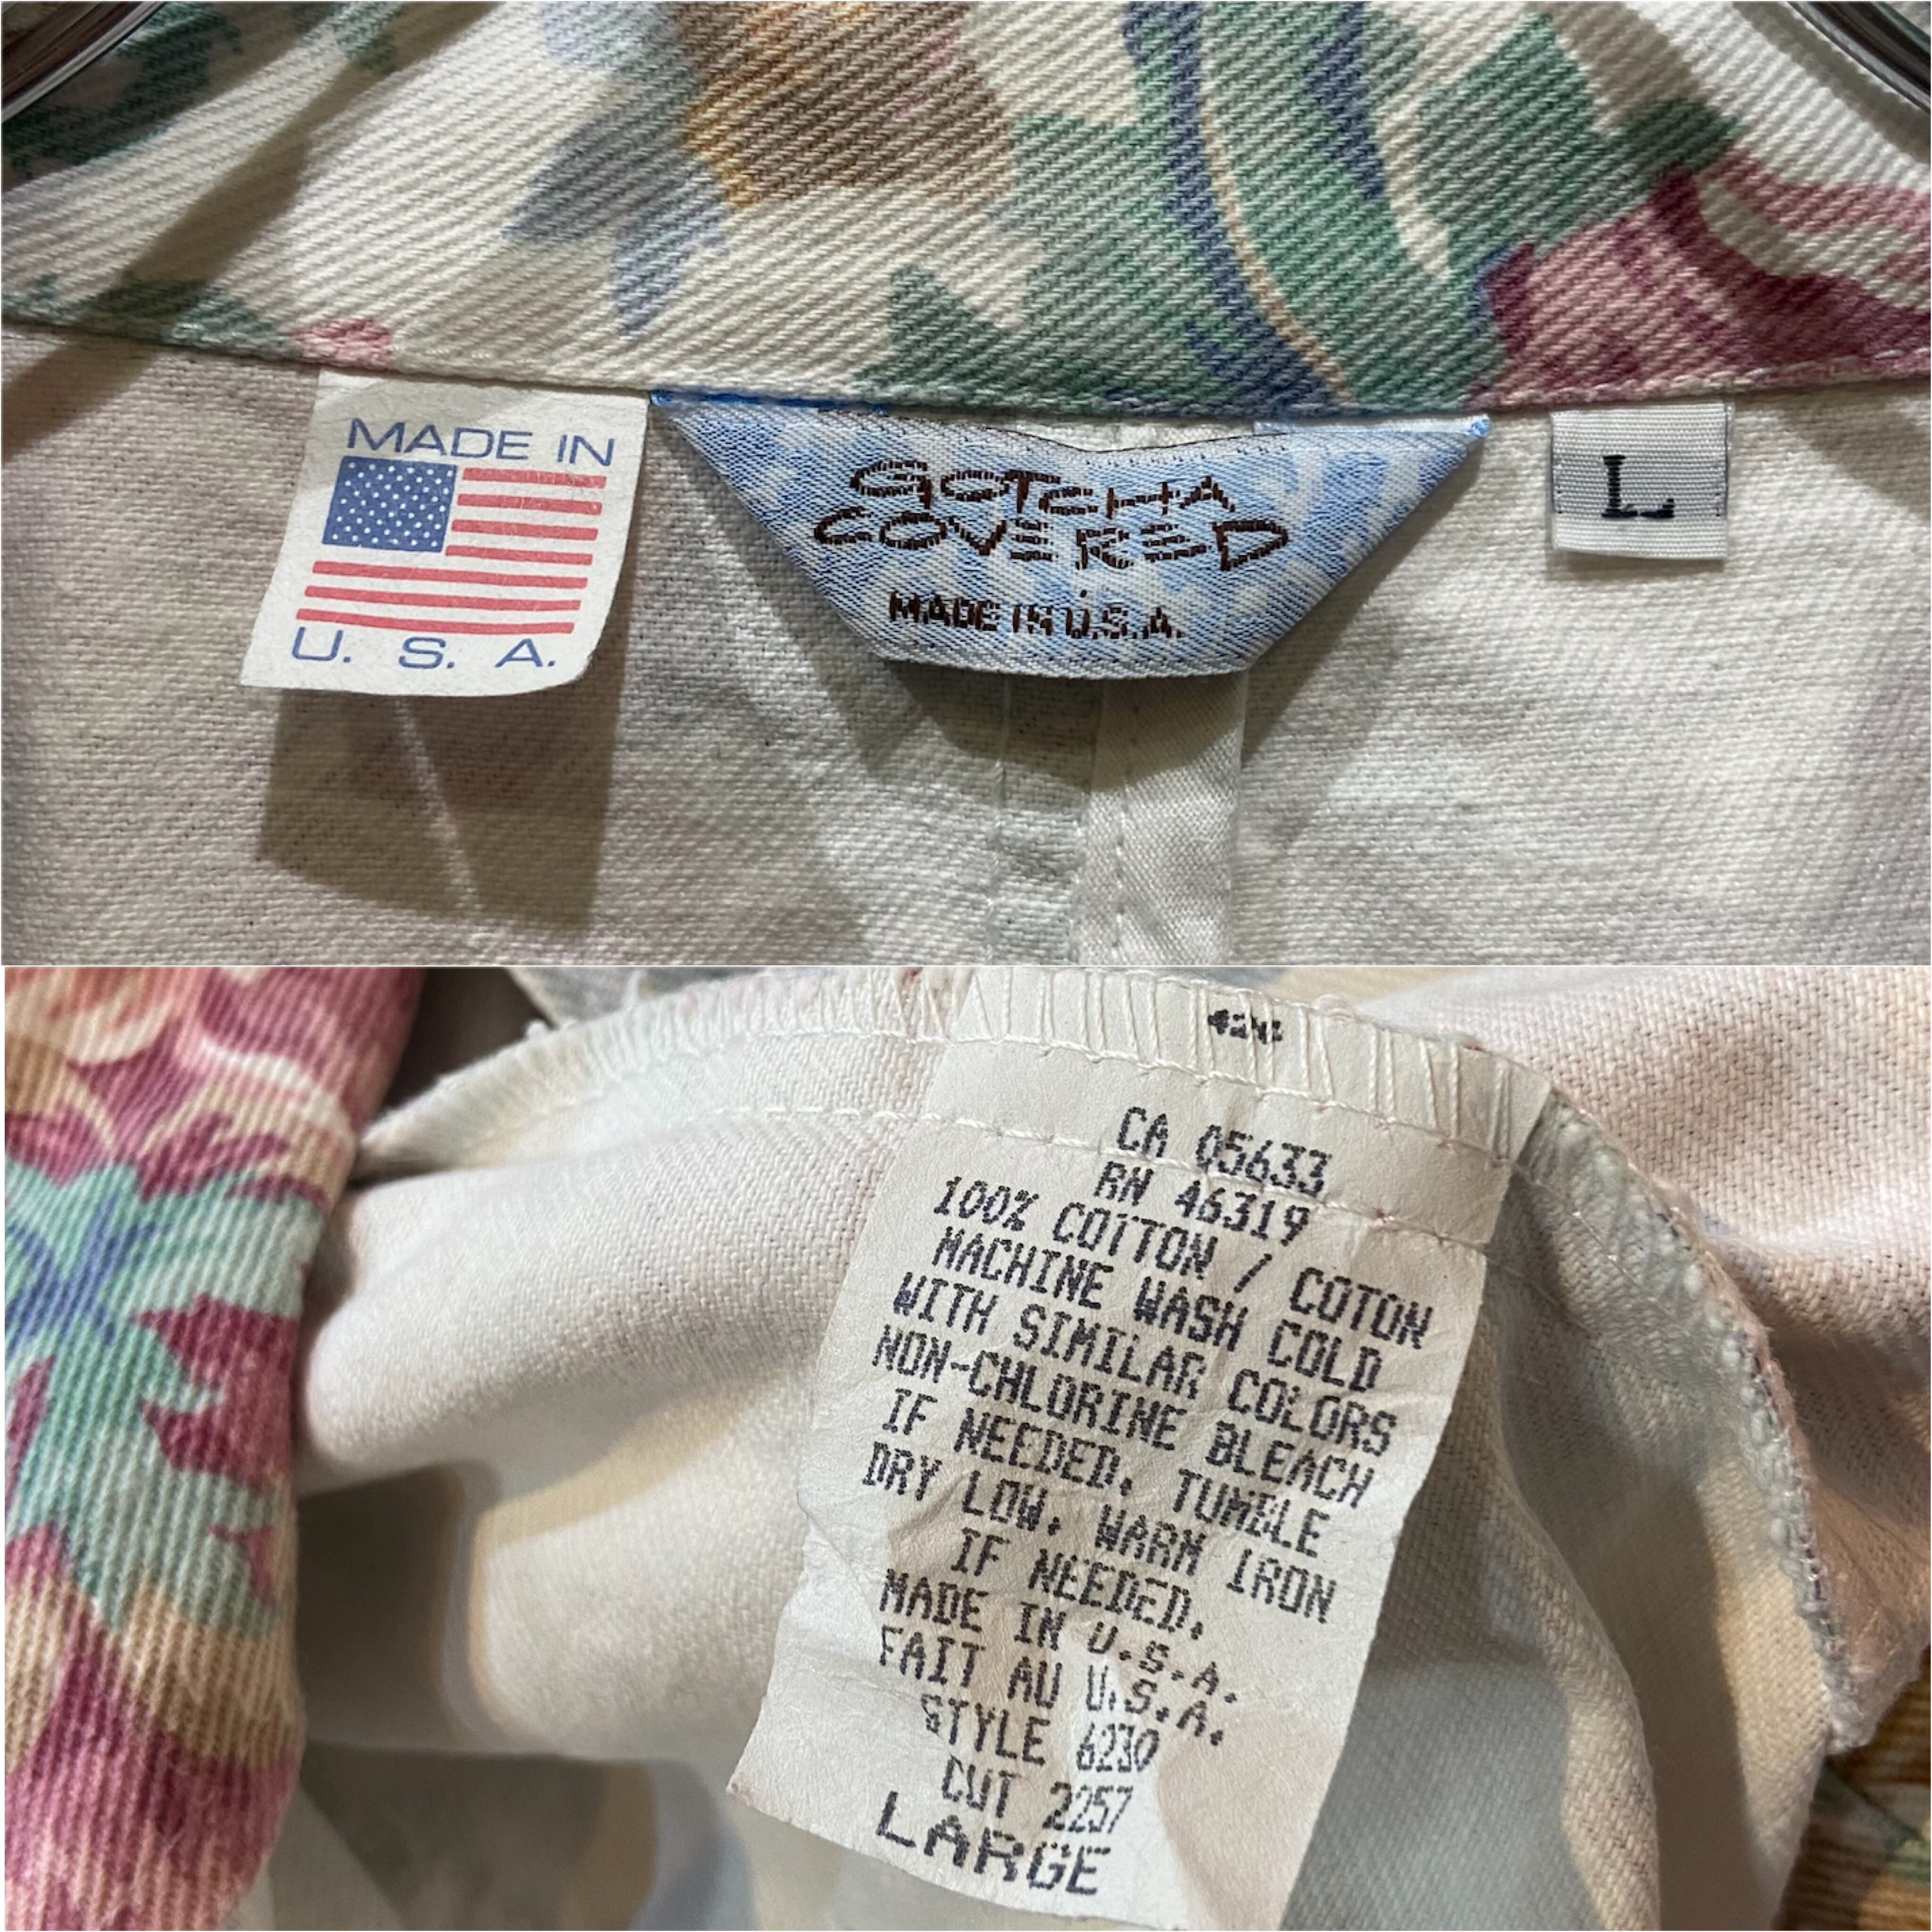 MADE IN
U. S. A.
GOTCHA
COVERED
MADE IN U.S.A.
L
CA 05633
RN 46319
100% COTTON / COTON
MACHINE WASH COLD
WITH SIMILAR COLORS
NON-CHLORINE BLEACH
IF NEEDED. TUMBLE
DRY LOW. WARM IRON
IF NEEDED.
MADE IN U.S.A.
FAIT AU U.S.A.
STYLE 6230
CUT 2257
LARGE